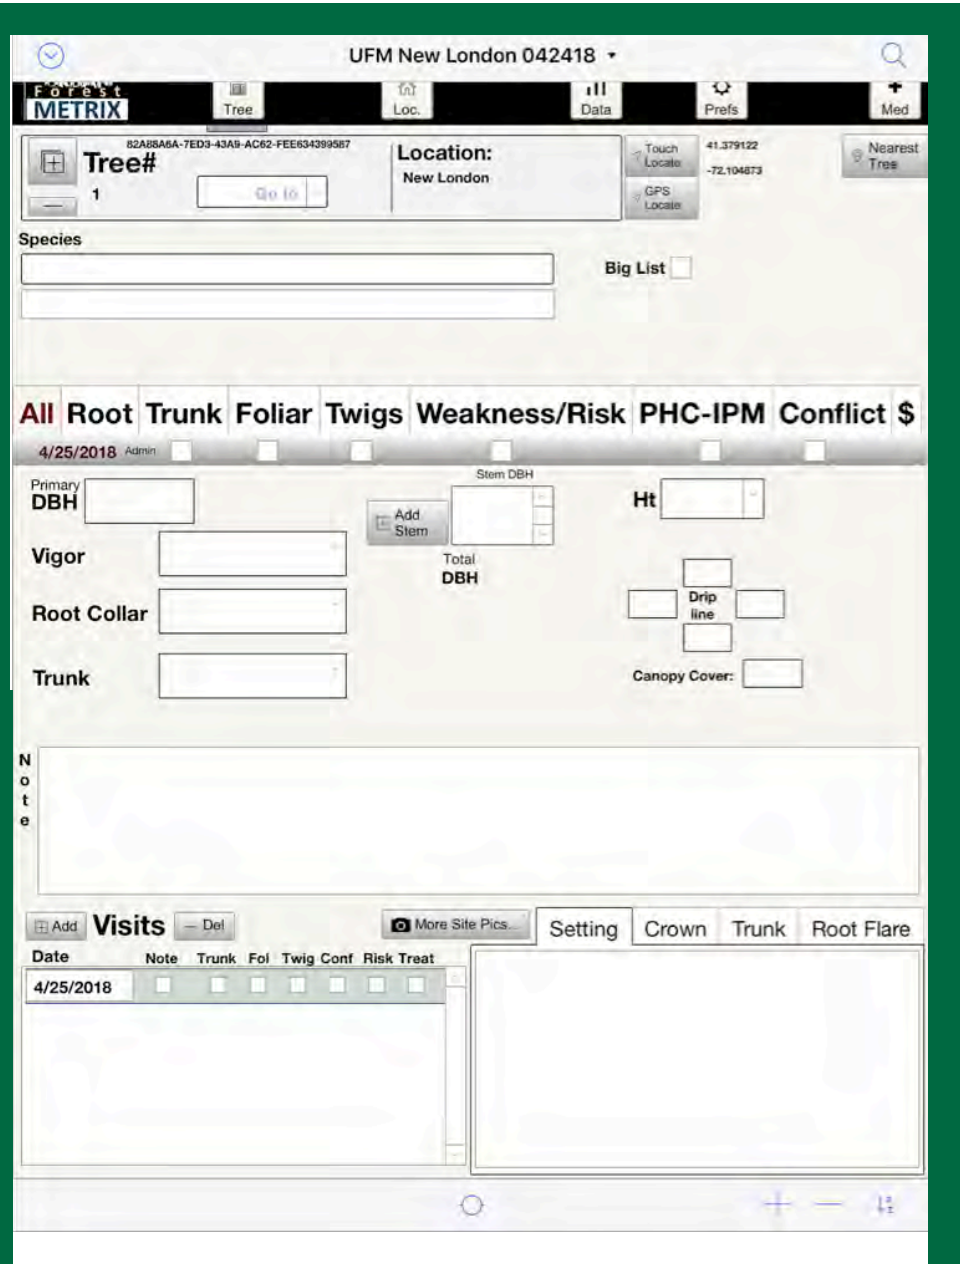 UFM New London 042418
Forest
METRIX
Tree
Loc.
Data
Prefs
Med
82A88A6A-7ED3-43A9-AC62-FEE634399587
Tree#
1
Go to
Location:
New London
Touch
Locate
GPS
Locate
41.379122
-72.104873
Nearest
Tree
Species
Big List
All Root Trunk Foliar Twigs Weakness/Risk PHC-IPM Conflict $
4/25/2018 Admin
Primary
DBH
Add
Stem
Stem DBH
Total
DBH
Ht
Vigor
Root Collar
Trunk
Drip
line
Canopy Cover:
Note
Add Visits Del
More Site Pics...
Setting Crown Trunk Root Flare
Date Note Trunk Fol Twig Conf Risk Treat
4/25/2018